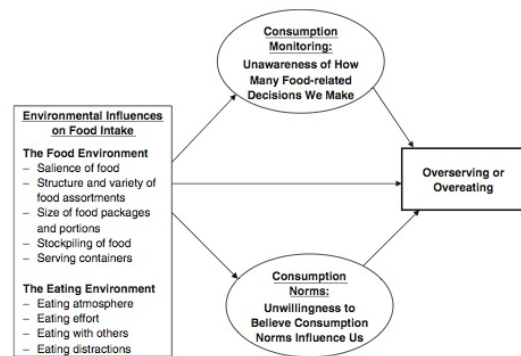 Environmental Influences
on Food Intake
The Food Environment
– Salience of food
– Structure and variety of
food assortments
– Size of food packages
and portions
– Stockpiling of food
– Serving containers
The Eating Environment
– Eating atmosphere
– Eating effort
– Eating with others
– Eating distractions
Consumption
Monitoring:
Unawareness of How
Many Food-related
Decisions We Make
Consumption
Norms:
Unwillingness to
Believe Consumption
Norms Influence Us
Overserving or
Overeating